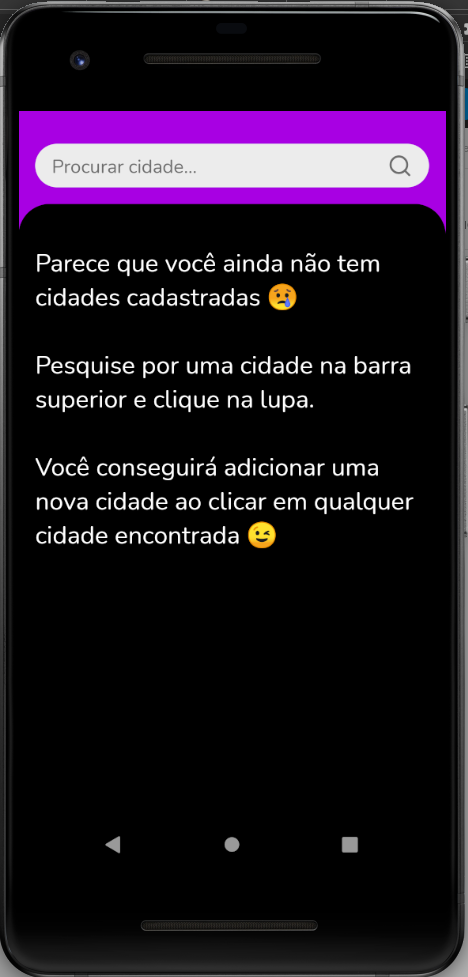 Procurar cidade...
Parece que você ainda não tem
cidades cadastradas 😢
Pesquise por uma cidade na barra
superior e clique na lupa.
Você conseguirá adicionar uma
nova cidade ao clicar em qualquer
cidade encontrada 😉